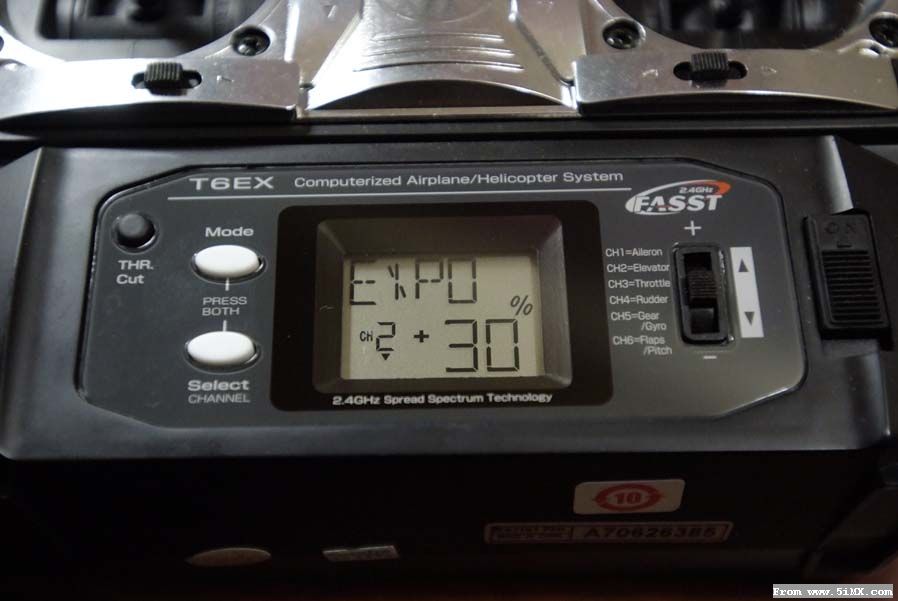 T6EX Computerized Airplane/Helicopter System
2.4GHz
FASST
ON
Mode
THR.
Cut
PRESS
BOTH
Select
CHANNEL
EXPO
%
CH 2 + 30
2.4GHz Spread Spectrum Technology
+
CH1=Aileron
CH2=Elevator
CH3=Throttle
CH4=Rudder
CH5=Gear
/Gyro
CH6=Flaps
/Pitch
−
10
A70626385
From www.5iMX.com